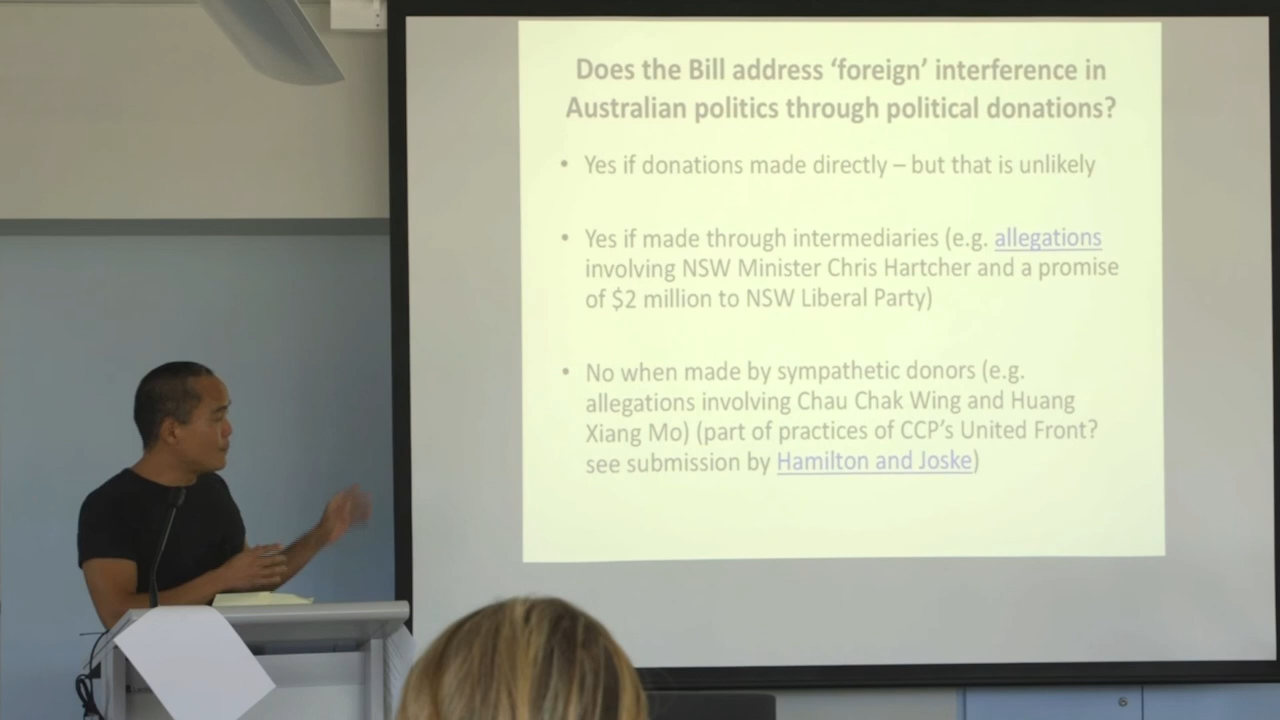 Does the Bill address ‘foreign’ interference in
Australian politics through political donations?
• Yes if donations made directly – but that is unlikely
• Yes if made through intermediaries (e.g. allegations
involving NSW Minister Chris Hartcher and a promise
of $2 million to NSW Liberal Party)
• No when made by sympathetic donors (e.g.
allegations involving Chau Chak Wing and Huang
Xiang Mo) (part of practices of CCP’s United Front?
see submission by Hamilton and Joske)